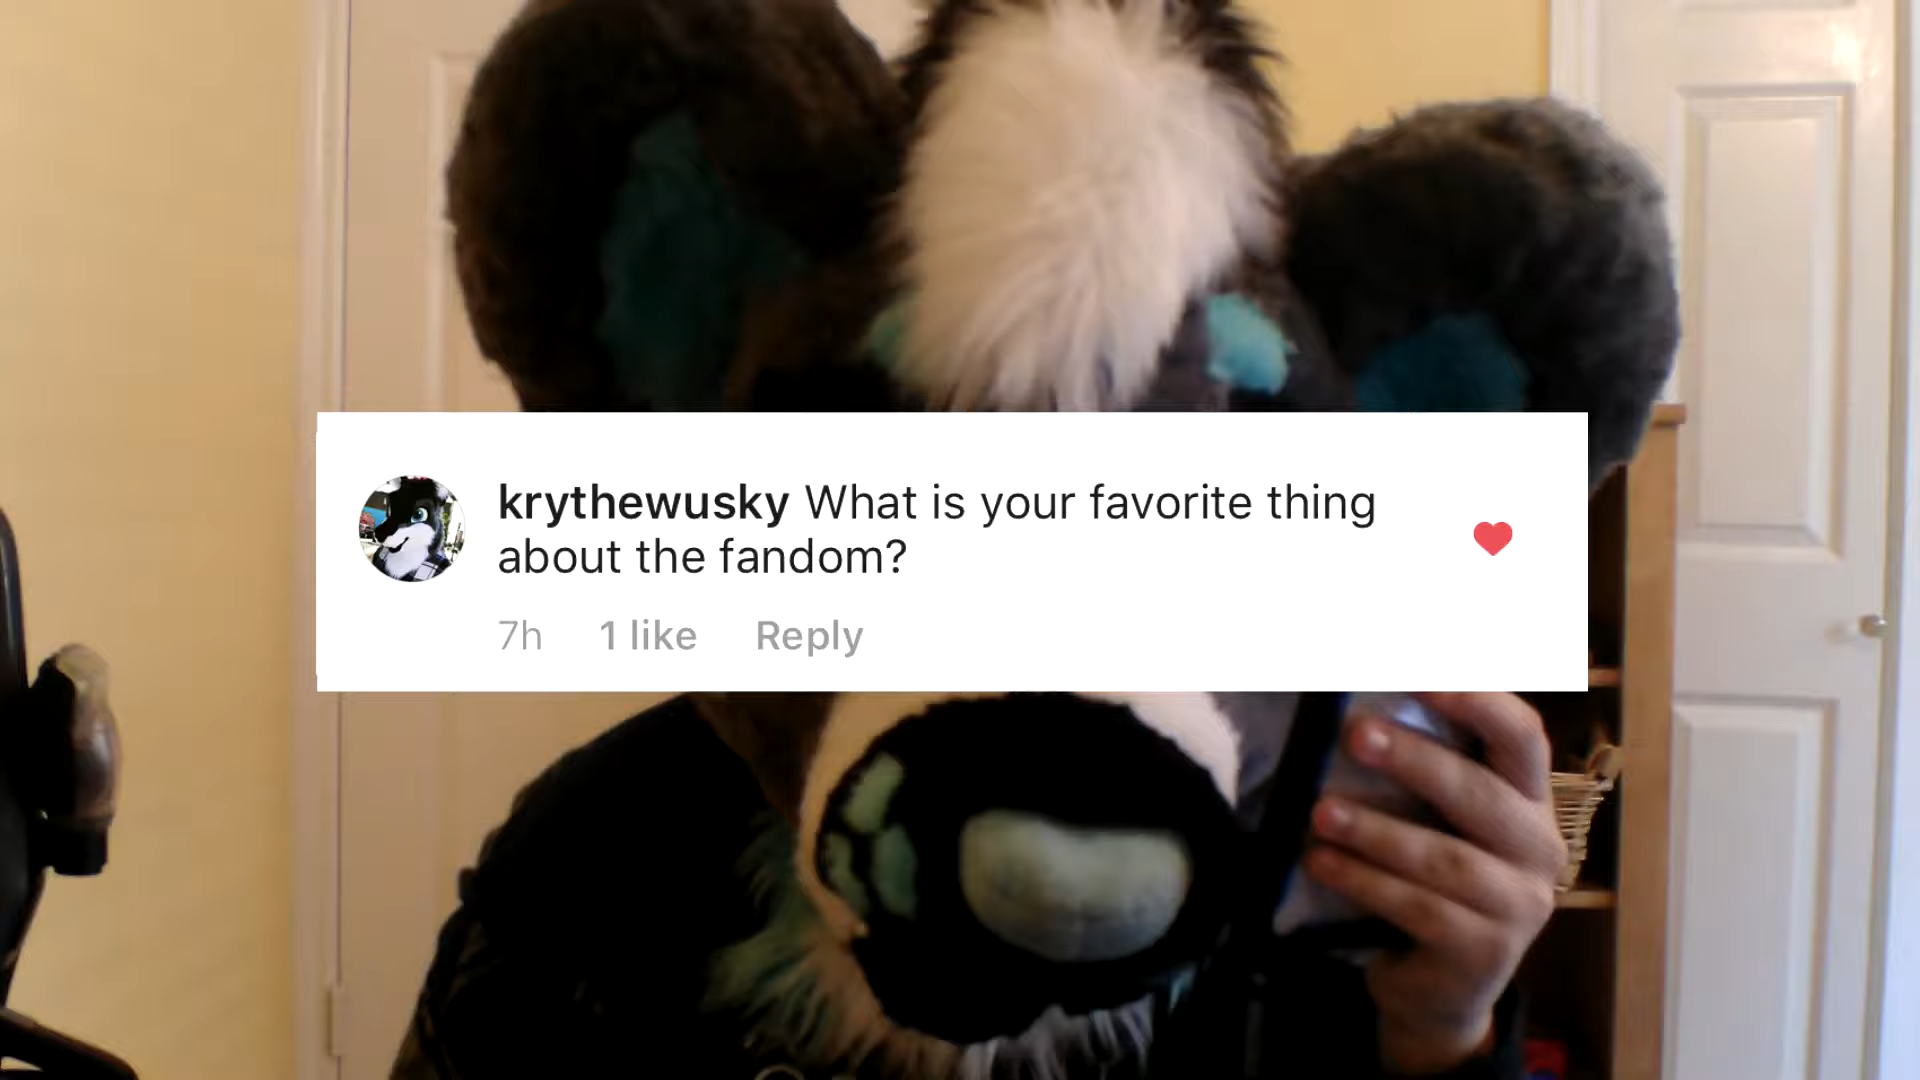 krythewusky What is your favorite thing
about the fandom?
7h 1 like Reply